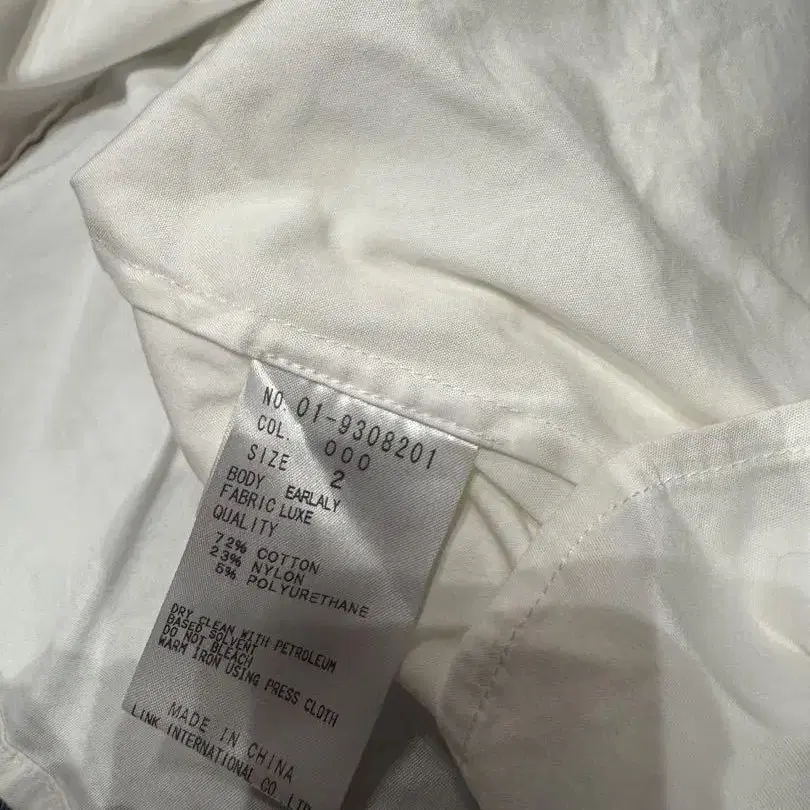 NO. 01-9308201
COL. 000
SIZE 2
BODY EARLALY
FABRIC LUXE
QUALITY
72% COTTON
23% NYLON
5% POLYURETHANE
DRY CLEAN WITH PETROLEUM
BASED SOLVENT
DO NOT BLEACH
WARM IRON USING PRESS CLOTH
MADE IN CHINA
LINK INTERNATIONAL CO.,LTD